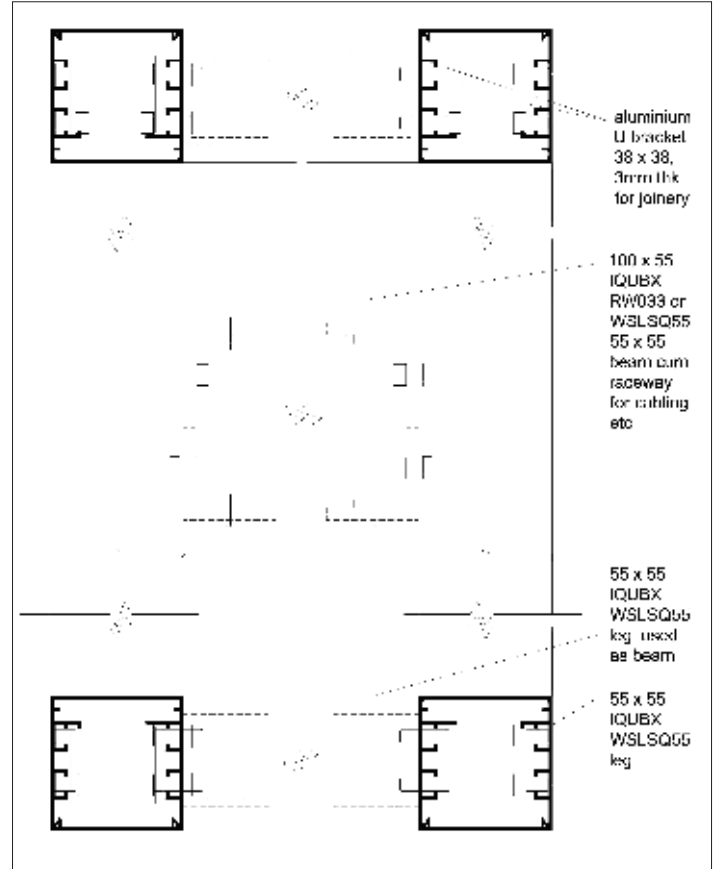 aluminium
U bracket
38 x 38,
3mm thk
for joinery
100 x 55
IQUBX
RW033 or
WSLSQ55
55 x 55
beam cum
raceway
for cabling
etc
55 x 55
IQUBX
WSLSQ55
leg used
as beam
55 x 55
IQUBX
WSLSQ55
leg